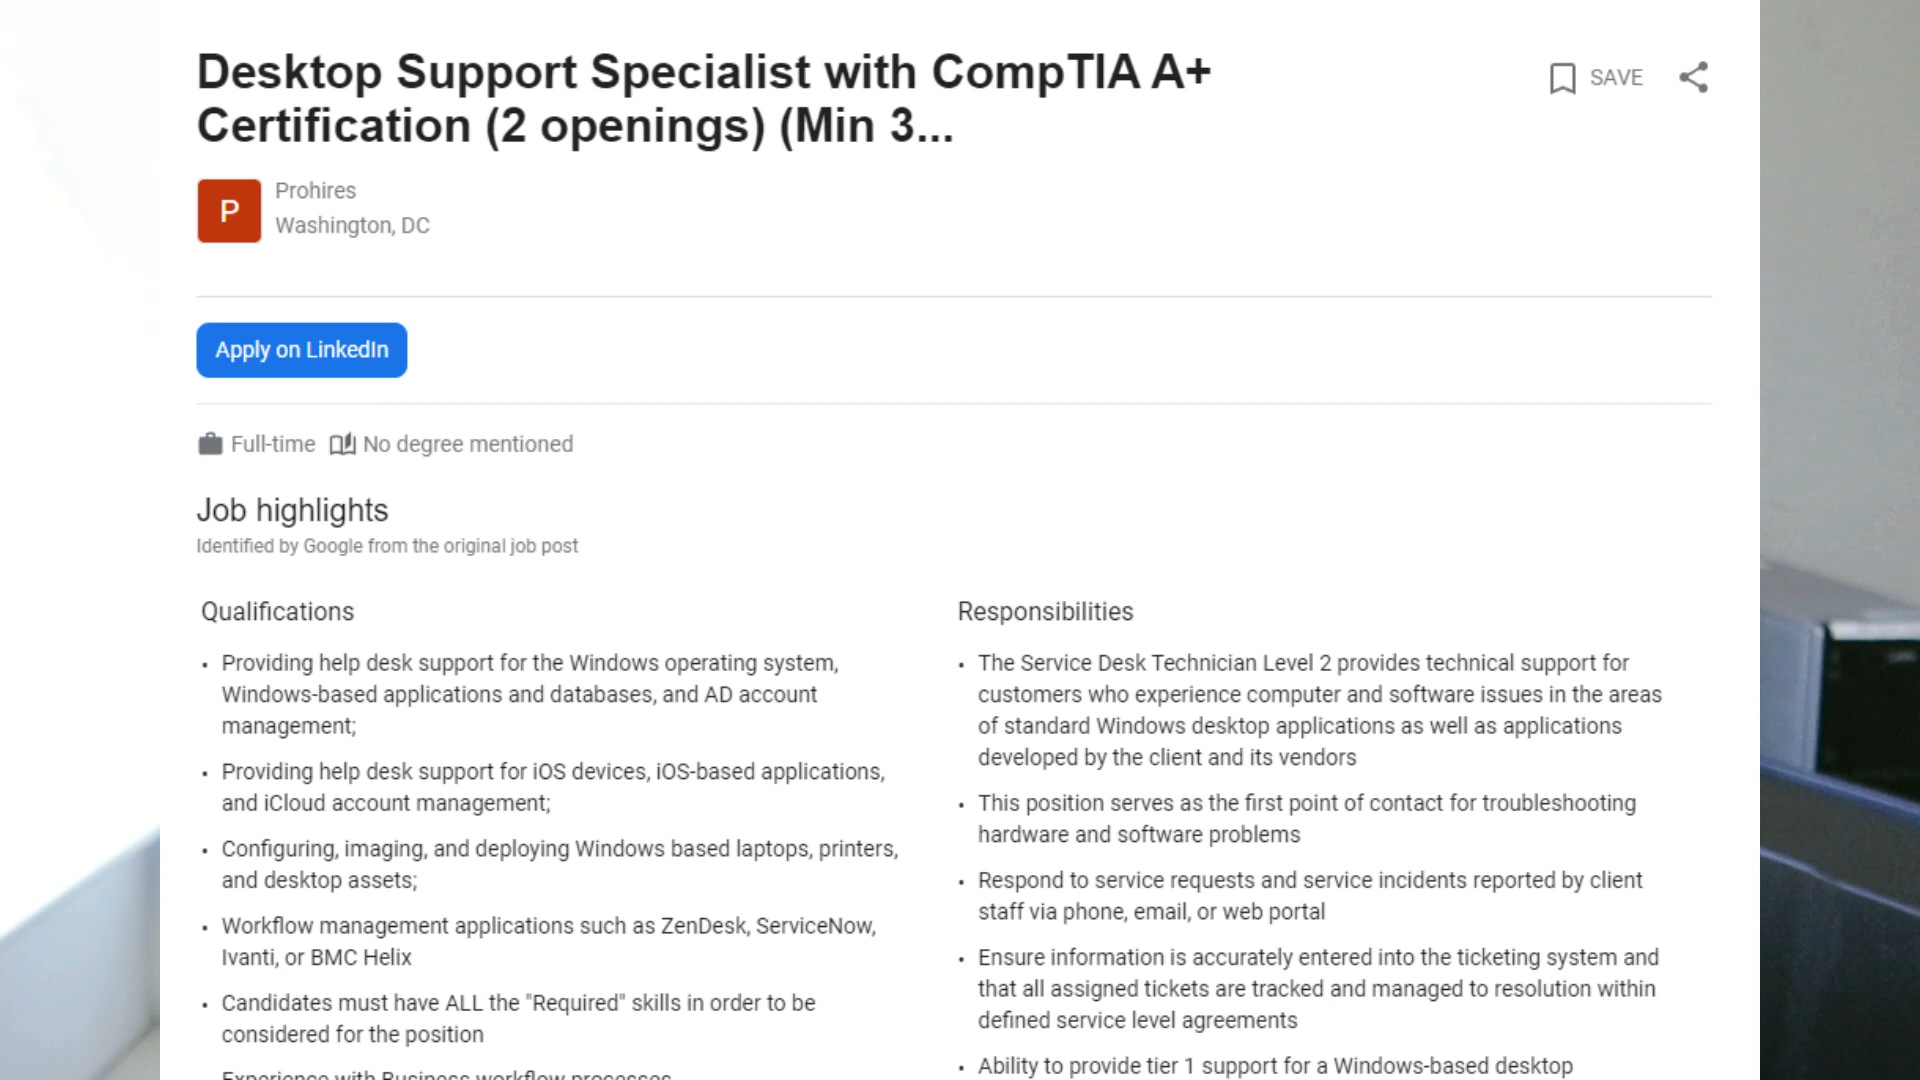 Desktop Support Specialist with CompTIA A+
Certification (2 openings) (Min 3...
SAVE
P
Prohires
Washington, DC
Apply on LinkedIn
Full-time
No degree mentioned
Job highlights
Identified by Google from the original job post
Qualifications
• Providing help desk support for the Windows operating system,
Windows-based applications and databases, and AD account
management;
• Providing help desk support for iOS devices, iOS-based applications,
and iCloud account management;
• Configuring, imaging, and deploying Windows based laptops, printers,
and desktop assets;
• Workflow management applications such as ZenDesk, ServiceNow,
Ivanti, or BMC Helix
• Candidates must have ALL the "Required" skills in order to be
considered for the position
Experience with Business workflow processes
Responsibilities
• The Service Desk Technician Level 2 provides technical support for
customers who experience computer and software issues in the areas
of standard Windows desktop applications as well as applications
developed by the client and its vendors
• This position serves as the first point of contact for troubleshooting
hardware and software problems
• Respond to service requests and service incidents reported by client
staff via phone, email, or web portal
• Ensure information is accurately entered into the ticketing system and
that all assigned tickets are tracked and managed to resolution within
defined service level agreements
• Ability to provide tier 1 support for a Windows-based desktop